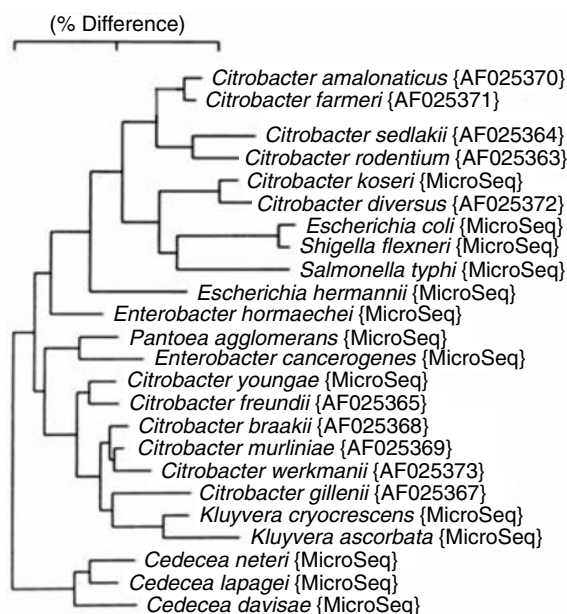 (% Difference)
Citrobacter amalonaticus {AF025370}
Citrobacter farmeri {AF025371}
Citrobacter sedlakii {AF025364}
Citrobacter rodentium {AF025363}
Citrobacter koseri {MicroSeq}
Citrobacter diversus {AF025372}
Escherichia coli {MicroSeq}
Shigella flexneri {MicroSeq}
Salmonella typhi {MicroSeq}
Escherichia hermannii {MicroSeq}
Enterobacter hormaechei {MicroSeq}
Pantoea agglomerans {MicroSeq}
Enterobacter cancerogenes {MicroSeq}
Citrobacter youngae {MicroSeq}
Citrobacter freundii {AF025365}
Citrobacter braakii {AF025368}
Citrobacter murliniae {AF025369}
Citrobacter werkmanii {AF025373}
Citrobacter gillenii {AF025367}
Kluyvera cryocrescens {MicroSeq}
Kluyvera ascorbata {MicroSeq}
Cedecea neteri {MicroSeq}
Cedecea lapagei {MicroSeq}
Cedecea davisae {MicroSeq}